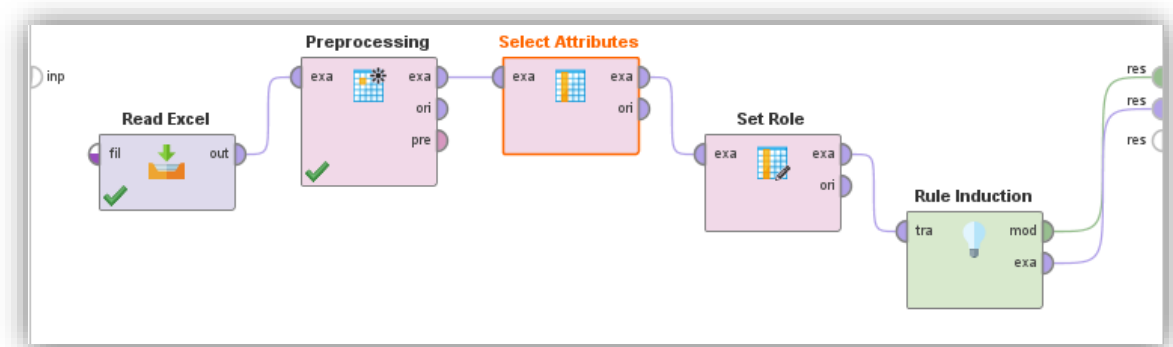 Preprocessing
Select Attributes
inp
exa
exa
exa
exa
res
ori
ori
res
Read Excel
Set Role
pre
res
fil
out
exa
exa
ori
Rule Induction
tra
mod
exa